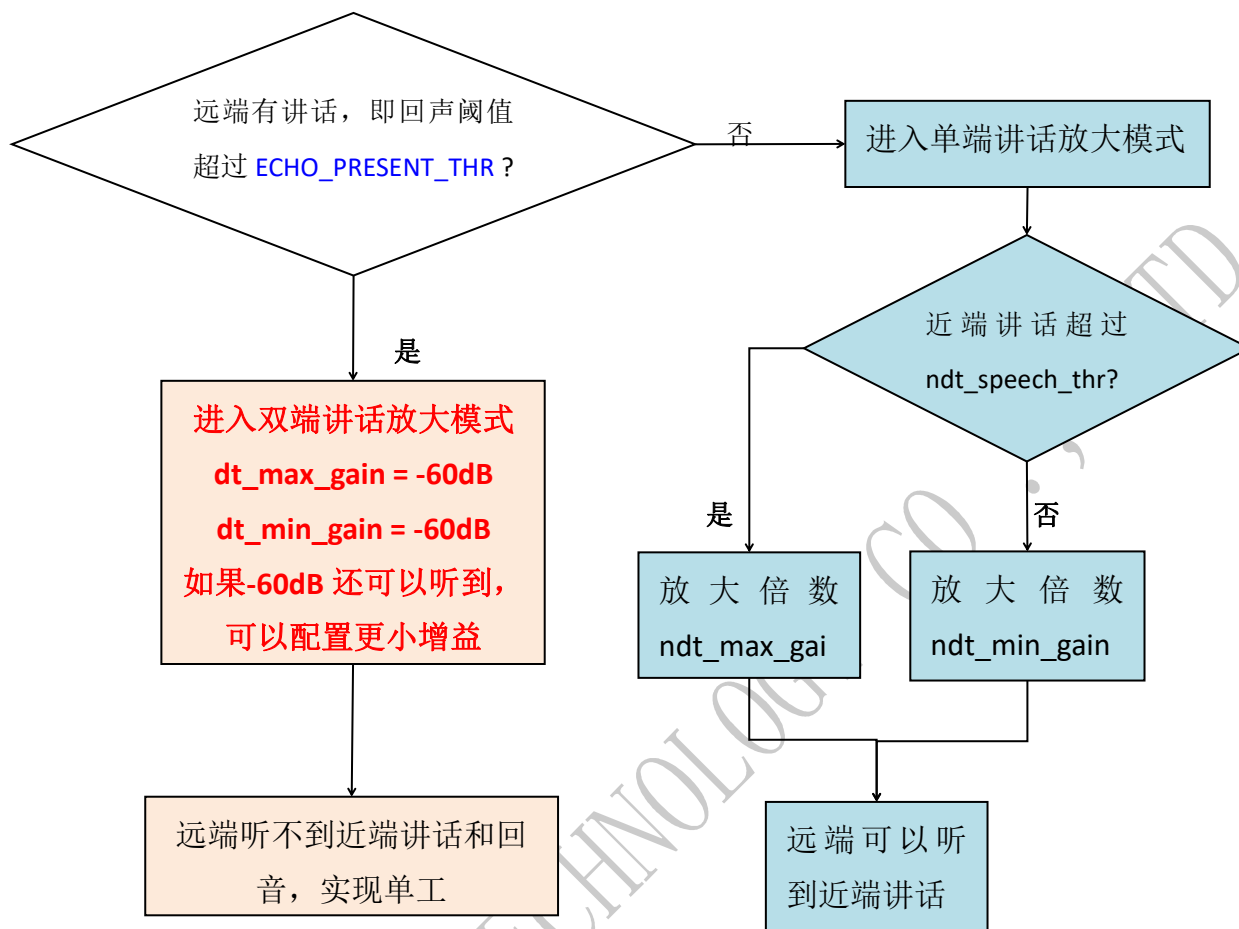 远端有讲话，即回声阈值
超过 ECHO_PRESENT_THR ?
否
进入单端讲话放大模式
近端讲话超过
ndt_speech_thr?
是
进入双端讲话放大模式
dt_max_gain = -60dB
dt_min_gain = -60dB
如果-60dB 还可以听到，
可以配置更小增益
是
否
放大倍数
ndt_max_gai
放大倍数
ndt_min_gain
远端听不到近端讲话和回
音，实现单工
远端可以听
到近端讲话
CHNOLOG CO., LTD